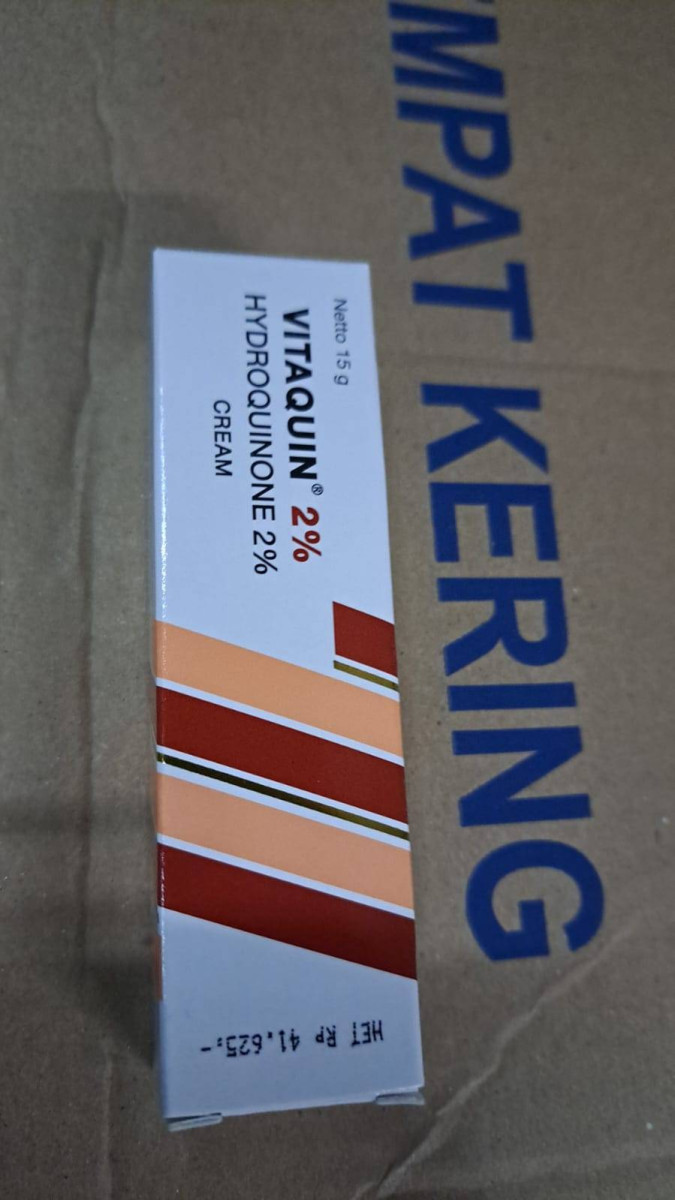 Netto 15 g
VITAQUIN® 2%
HYDROQUINONE 2%
CREAM
HET RP 41.625.-
MPAT KERING